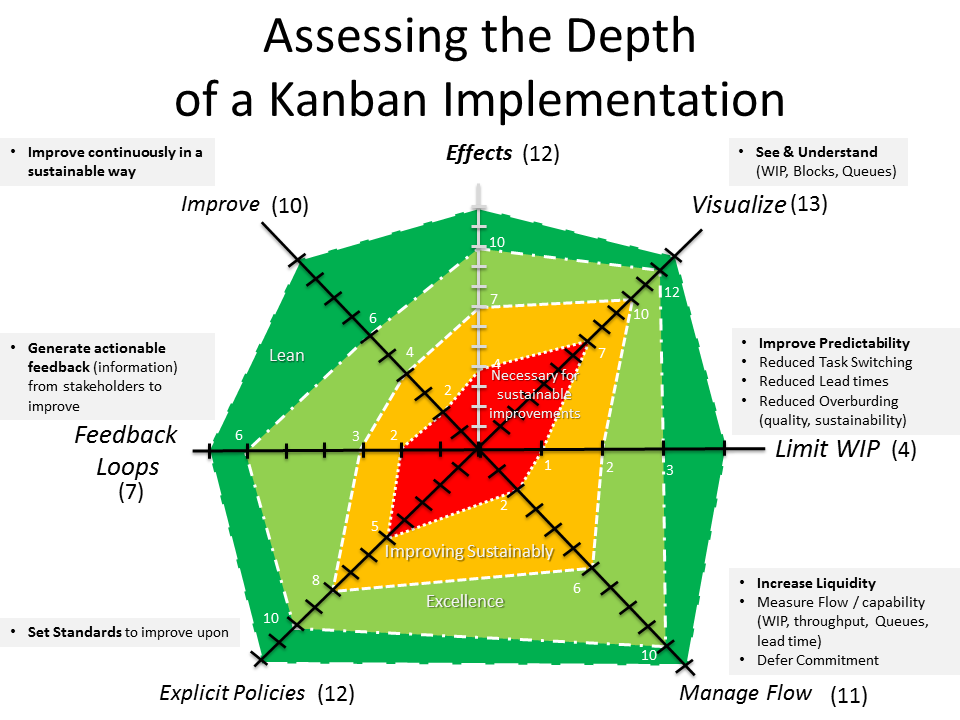 Assessing the Depth
of a Kanban Implementation
• Improve continuously in a
sustainable way
Effects (12)
• See & Understand
(WIP, Blocks, Queues)
Improve (10)
Visualize (13)
10
12
7
10
6
4
7
4
2
Lean
Necessary for
sustainable
improvements
• Generate actionable
feedback (information)
from stakeholders to
improve
• Improve Predictability
• Reduced Task Switching
• Reduced Lead times
• Reduced Overburding
(quality, sustainability)
Feedback
Loops
(7)
6
3
2
1
2
3
Limit WIP (4)
2
5
Improving Sustainably
8
6
Excellence
10
10
• Increase Liquidity
• Measure Flow / capability
(WIP, throughput, Queues,
lead time)
• Defer Commitment
• Set Standards to improve upon
Explicit Policies (12)
Manage Flow (11)